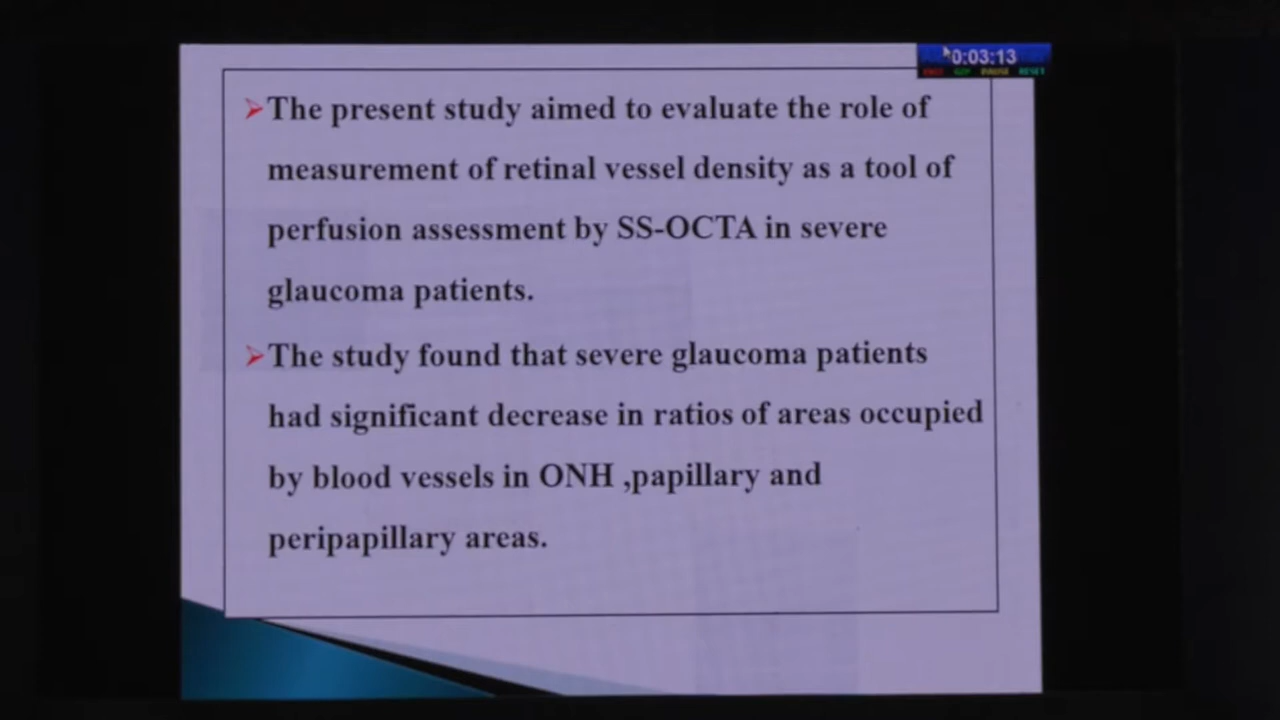 0:03:13
PAUSE RESET
➢The present study aimed to evaluate the role of
measurement of retinal vessel density as a tool of
perfusion assessment by SS-OCTA in severe
glaucoma patients.
➢The study found that severe glaucoma patients
had significant decrease in ratios of areas occupied
by blood vessels in ONH ,papillary and
peripapillary areas.